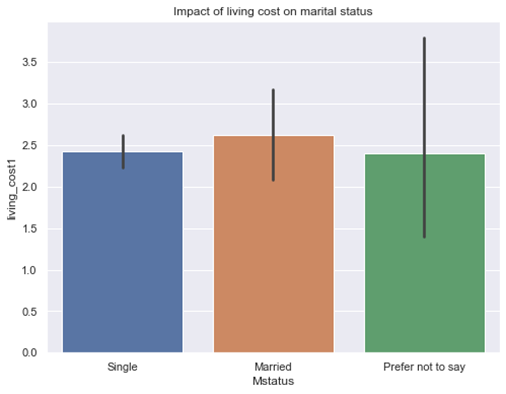 Impact of living cost on marital status
3.5
3.0
2.5
2.0
1.5
1.0
0.5
0.0
living_cost1
Single
Married
Prefer not to say
Mstatus